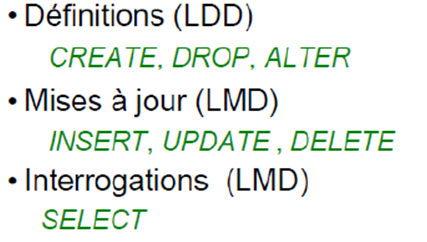 • Définitions (LDD)
CREATE, DROP, ALTER
• Mises à jour (LMD)
INSERT, UPDATE , DELETE
• Interrogations (LMD)
SELECT